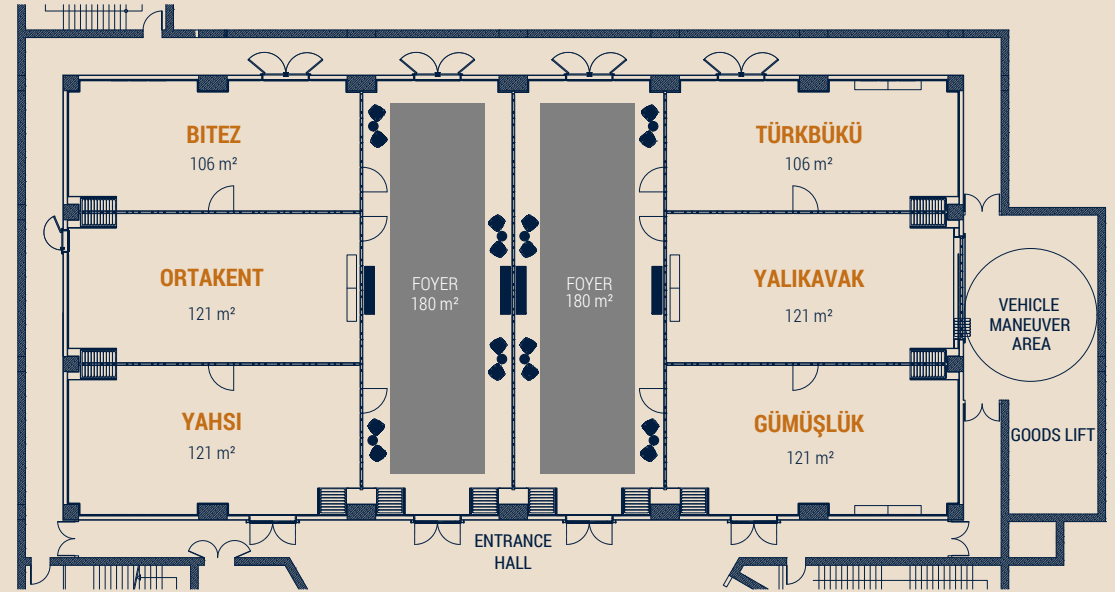 BITEZ
106 m²
TÜRKBÜKÜ
106 m²
ORTAKENT
121 m²
FOYER
180 m²
FOYER
180 m²
YALIKAVAK
121 m²
VEHICLE
MANEUVER
AREA
YAHSI
121 m²
GÜMÜŞLÜK
121 m²
GOODS LIFT
ENTRANCE
HALL